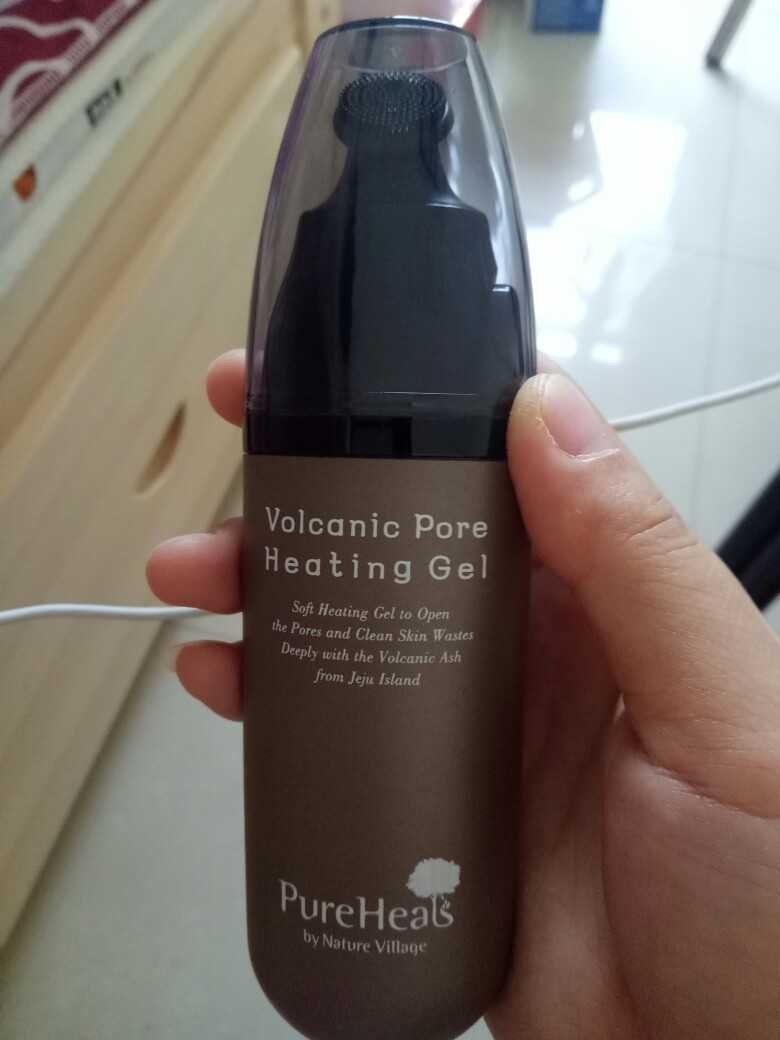 Volcanic Pore
Heating Gel
Soft Heating Gel to Open
the Pores and Clean Skin Wastes
Deeply with the Volcanic Ash
from Jeju Island
PureHeals
by Nature Village